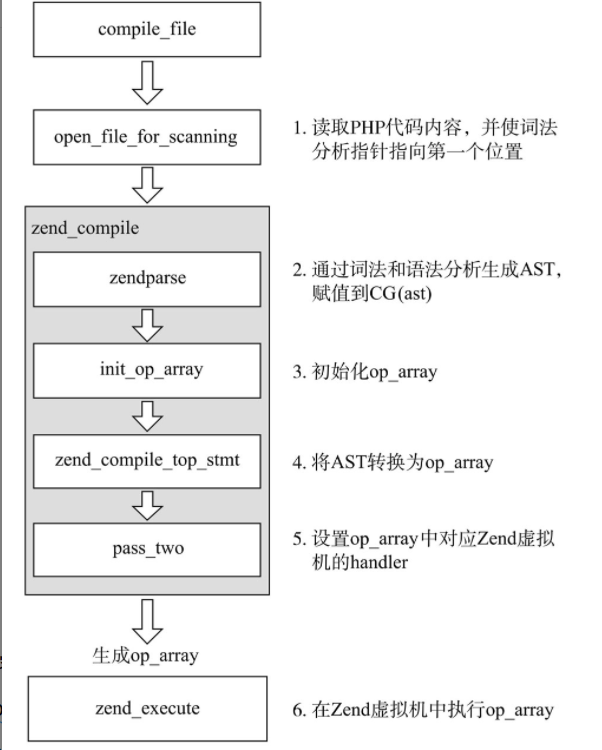 compile_file
open_file_for_scanning
1. 读取PHP代码内容，并使词法
分析指针指向第一个位置
zend_compile
zendparse
2. 通过词法和语法分析生成AST，
赋值到CG(ast)
init_op_array
3. 初始化op_array
zend_compile_top_stmt
4. 将AST转换为op_array
pass_two
5. 设置op_array中对应Zend虚拟
机的handler
生成op_array
zend_execute
6. 在Zend虚拟机中执行op_array